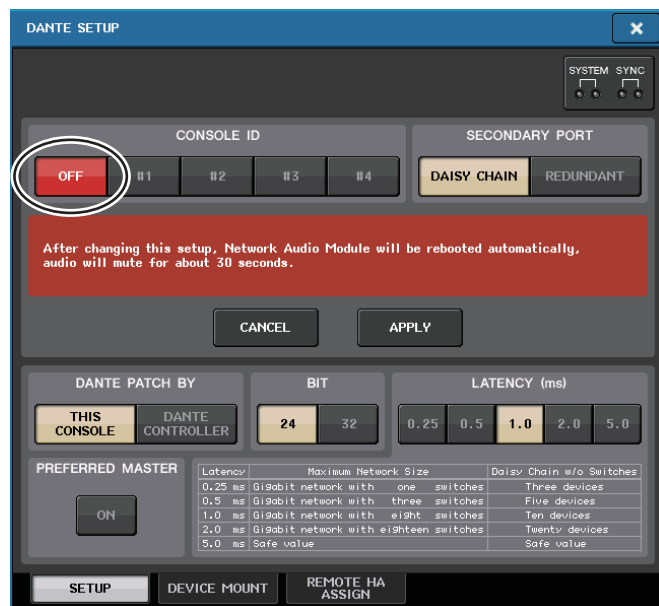 DANTE SETUP
SYSTEM SYNC
CONSOLE ID
SECONDARY PORT
OFF #1 #2 #3 #4
DAISY CHAIN REDUNDANT
After changing this setup, Network Audio Module will be rebooted automatically,
audio will mute for about 30 seconds.
CANCEL APPLY
DANTE PATCH BY
THIS
CONSOLE
DANTE
CONTROLLER
BIT
24 32
LATENCY (ms)
0.25 0.5 1.0 2.0 5.0
PREFERRED MASTER
ON
Latency Maximum Network Size Daisy Chain w/o Switches
0.25 ms Gigabit network with one switches Three devices
0.5 ms Gigabit network with three switches Five devices
1.0 ms Gigabit network with eight switches Ten devices
2.0 ms Gigabit network with eighteen switches Twenty devices
5.0 ms Safe value Safe value
SETUP
DEVICE MOUNT
REMOTE HA
ASSIGN